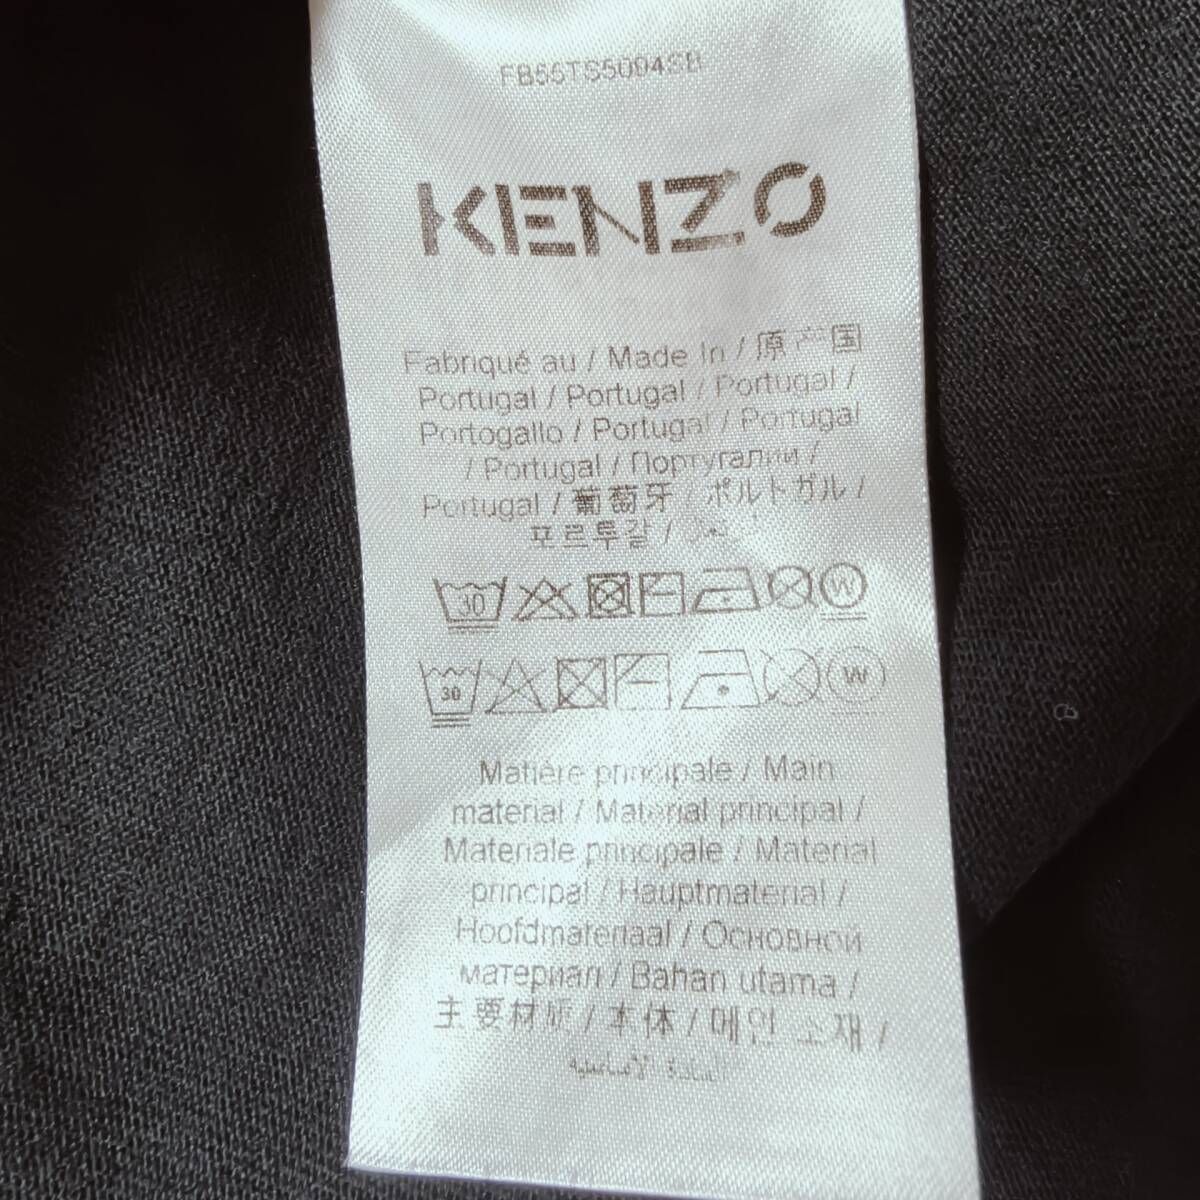 FB55TS5094SB
KENZO
Fabriqué au / Made In / 原产国
Portugal / Portugal / Portugal /
Portogallo / Portugal / Portugal
/ Portugal / Португалии /
Portugal / 葡萄牙 / ポルトガル /
포르투갈 /
30 W
30 W
Matière principale / Main
material / Material principal /
Materiale principale / Material
principal / Hauptmaterial /
Hoofdmateriaal / Основной
материал / Bahan utama /
主要材质 / 本体 / 메인 소재 /
المادة الأساسية